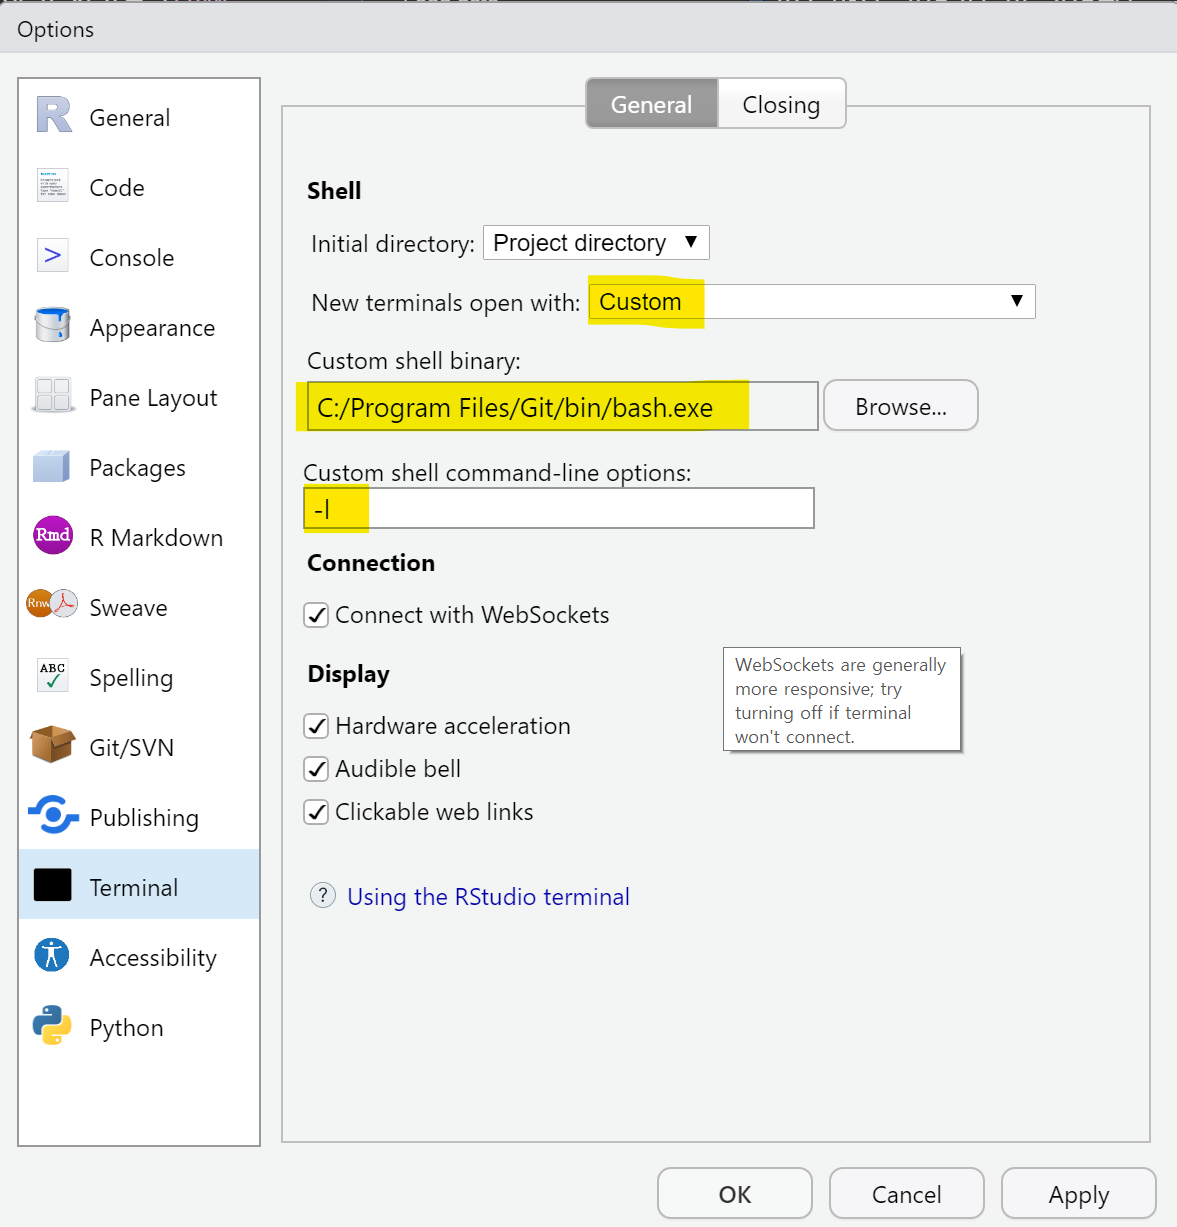 Options
General
Code
Console
Appearance
Pane Layout
Packages
Rmd
R Markdown
Rnw
Sweave
ABC
Spelling
Git/SVN
Publishing
Terminal
Accessibility
Python
General
Closing
Shell
Initial directory: Project directory
New terminals open with: Custom
Custom shell binary:
C:/Program Files/Git/bin/bash.exe
Browse...
Custom shell command-line options:
-l
Connection
Connect with WebSockets
WebSockets are generally
more responsive; try
turning off if terminal
won't connect.
Display
Hardware acceleration
Audible bell
Clickable web links
? Using the RStudio terminal
OK
Cancel
Apply